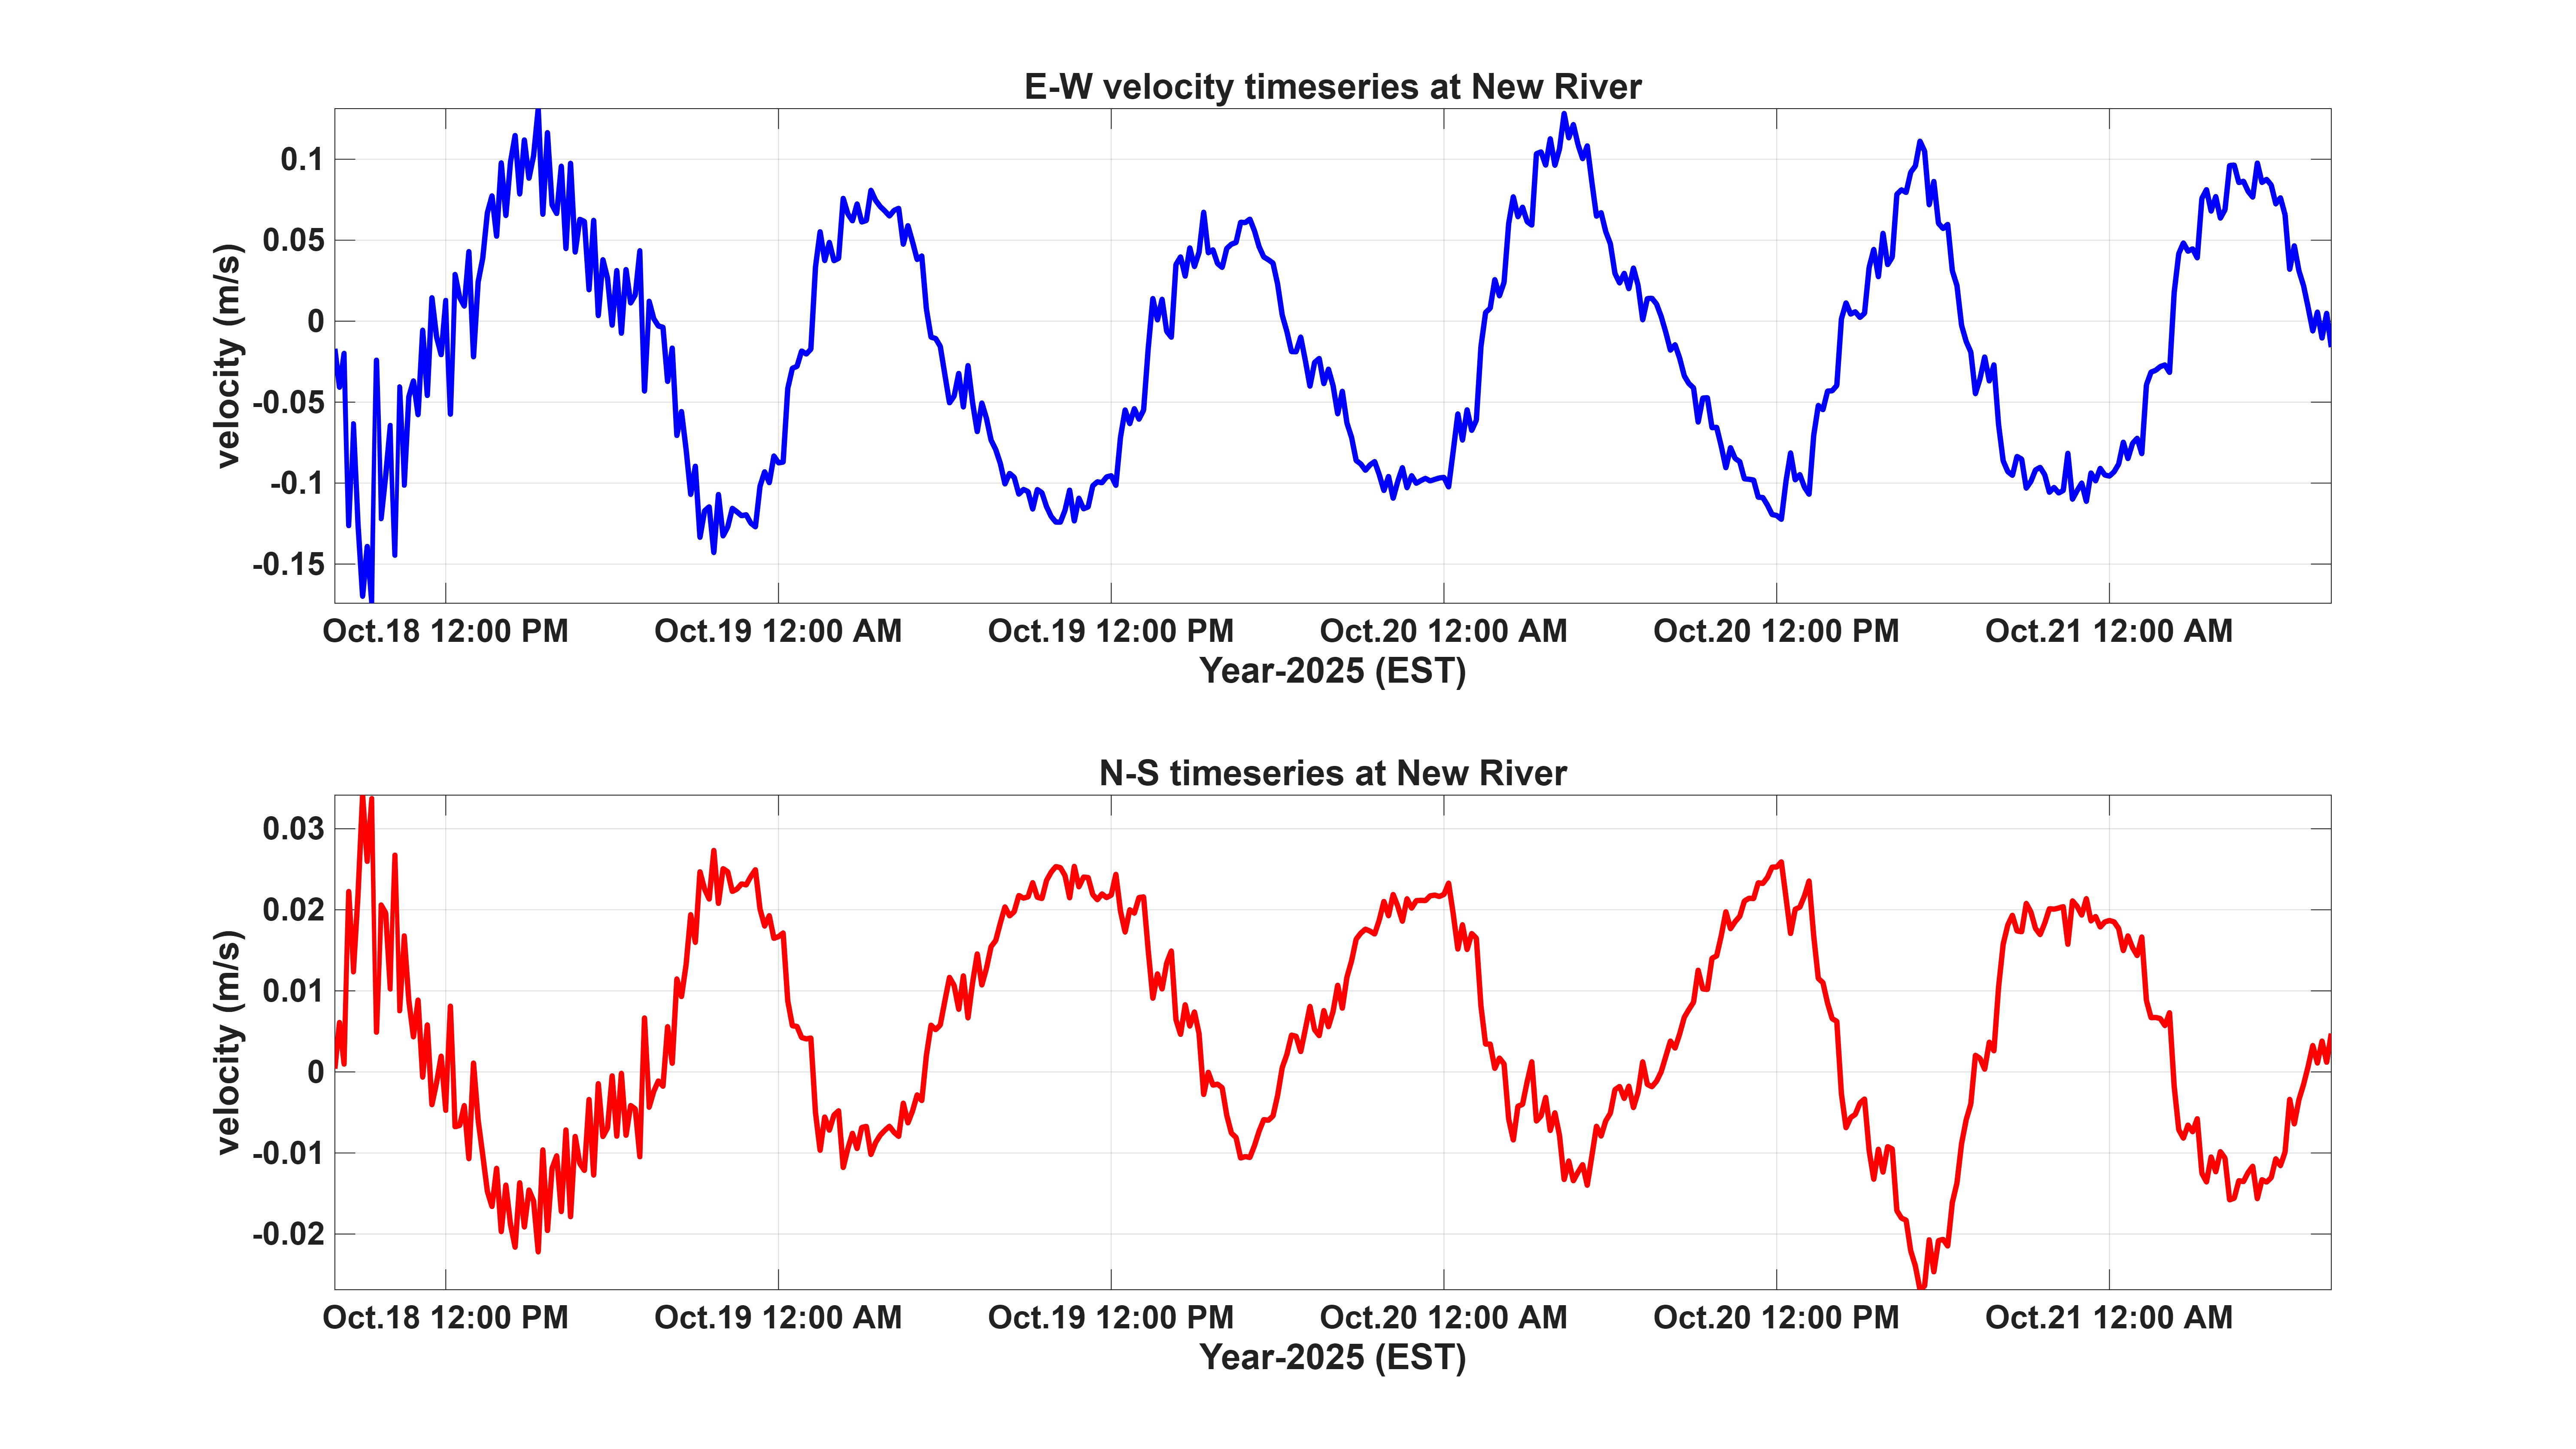 E-W velocity timeseries at New River
0.1
0.05
0
-0.05
-0.1
-0.15
velocity (m/s)
Oct.18 12:00 PM Oct.19 12:00 AM Oct.19 12:00 PM Oct.20 12:00 AM Oct.20 12:00 PM Oct.21 12:00 AM
Year-2025 (EST)
N-S timeseries at New River
0.03
0.02
0.01
0
-0.01
-0.02
velocity (m/s)
Oct.18 12:00 PM Oct.19 12:00 AM Oct.19 12:00 PM Oct.20 12:00 AM Oct.20 12:00 PM Oct.21 12:00 AM
Year-2025 (EST)